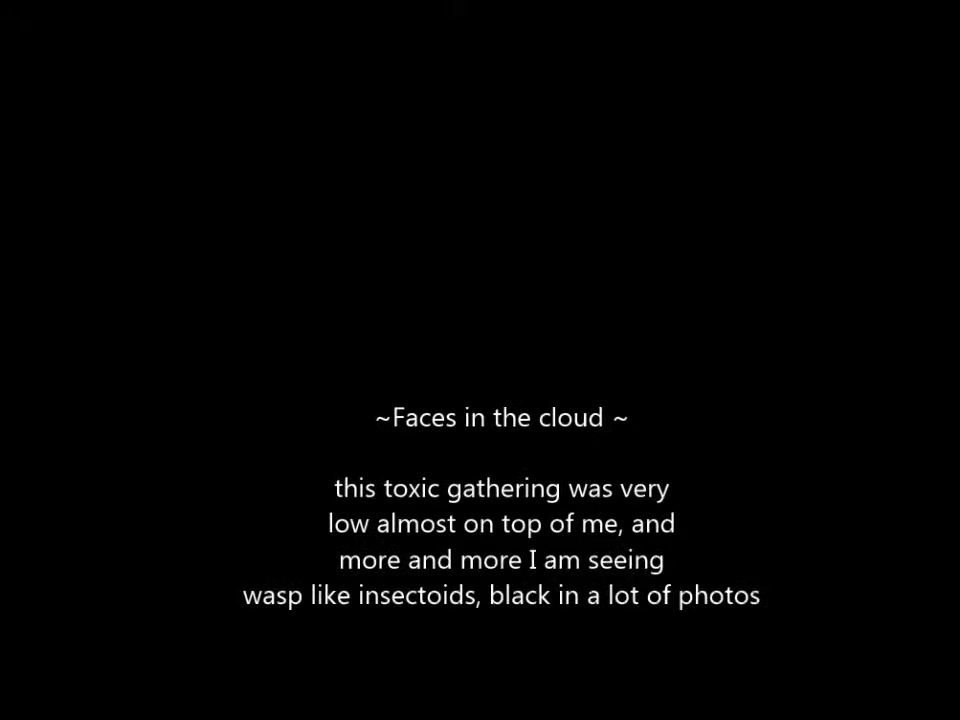 ~Faces in the cloud ~
this toxic gathering was very
low almost on top of me, and
more and more I am seeing
wasp like insectoids, black in a lot of photos